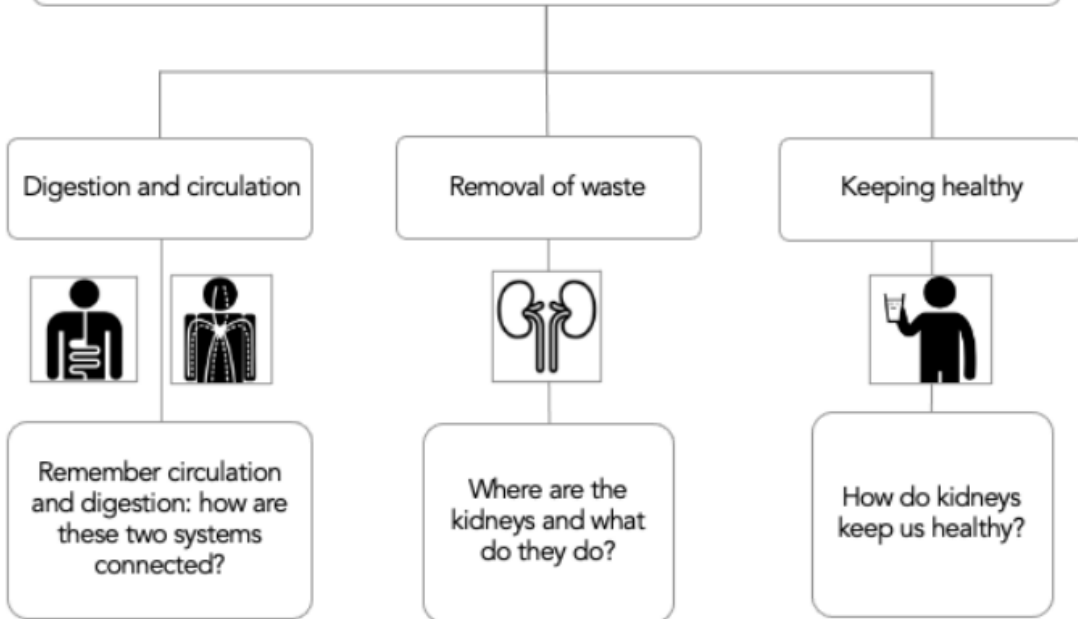 Digestion and circulation
Removal of waste
Keeping healthy
Remember circulation
and digestion: how are
these two systems
connected?
Where are the
kidneys and what
do they do?
How do kidneys
keep us healthy?